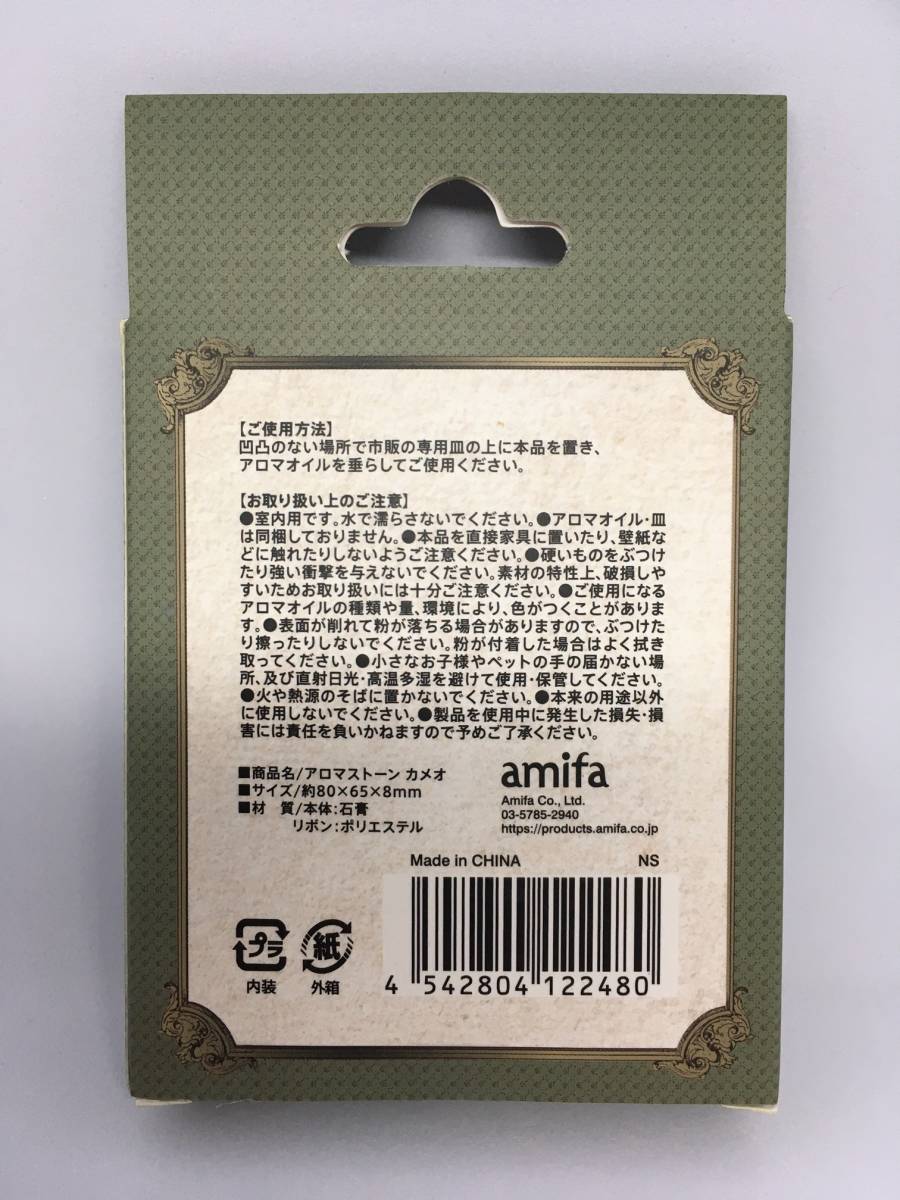 【ご使用方法】
凹凸のない場所で市販の専用皿の上に本品を置き、
アロマオイルを垂らしてご使用ください。
【お取り扱い上のご注意】
●室内用です。水で濡らさないでください。●アロマオイル・皿
は同梱しておりません。●本品を直接家具に置いたり、壁紙な
どに触れたりしないようご注意ください。●硬いものをぶつけ
たり強い衝撃を与えないでください。素材の特性上、破損しや
すいためお取り扱いには十分ご注意ください。●ご使用になる
アロマオイルの種類や量、環境により、色がつくことがありま
す。●表面が削れて粉が落ちる場合がありますので、ぶつけた
り擦ったりしないでください。粉が付着した場合はよく拭き
取ってください。●小さなお子様やペットの手の届かない場
所、及び直射日光・高温多湿を避けて使用・保管してください。
●火や熱源のそばに置かないでください。●本来の用途以外
に使用しないでください。●製品を使用中に発生した損失・損
害には責任を負いかねますので予めご了承ください。
■商品名/アロマストーン カメオ
■サイズ/約80×65×8mm
■材 質/本体:石膏
リボン:ポリエステル
amifa
Amifa Co., Ltd.
03-5785-2940
https://products.amifa.co.jp
Made in CHINA NS
プラ 紙
内装 外箱
4 542804 122480